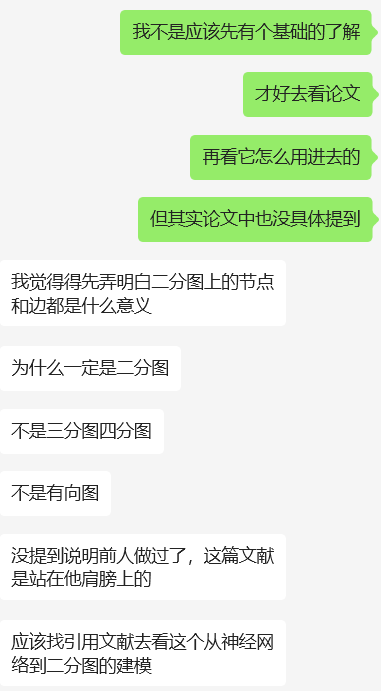 我不是应该先有个基础的了解
才好去看论文
再看它怎么用进去的
但其实论文中也没具体提到
我觉得得先弄明白二分图上的节点
和边都是什么意义
为什么一定是二分图
不是三分图四分图
不是有向图
没提到说明前人做过了，这篇文献
是站在他肩膀上的
应该找引用文献去看这个从神经网
络到二分图的建模